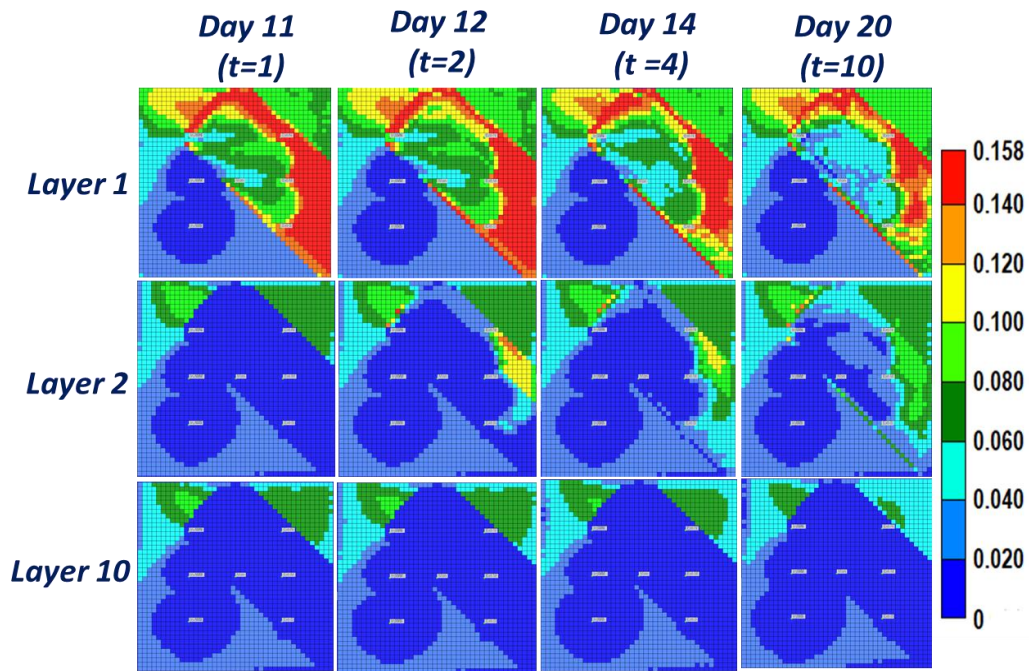 Day 11
(t=1)
Day 12
(t=2)
Day 14
(t =4)
Day 20
(t=10)
Layer 1
Layer 2
Layer 10
0.158
0.140
0.120
0.100
0.080
0.060
0.040
0.020
0